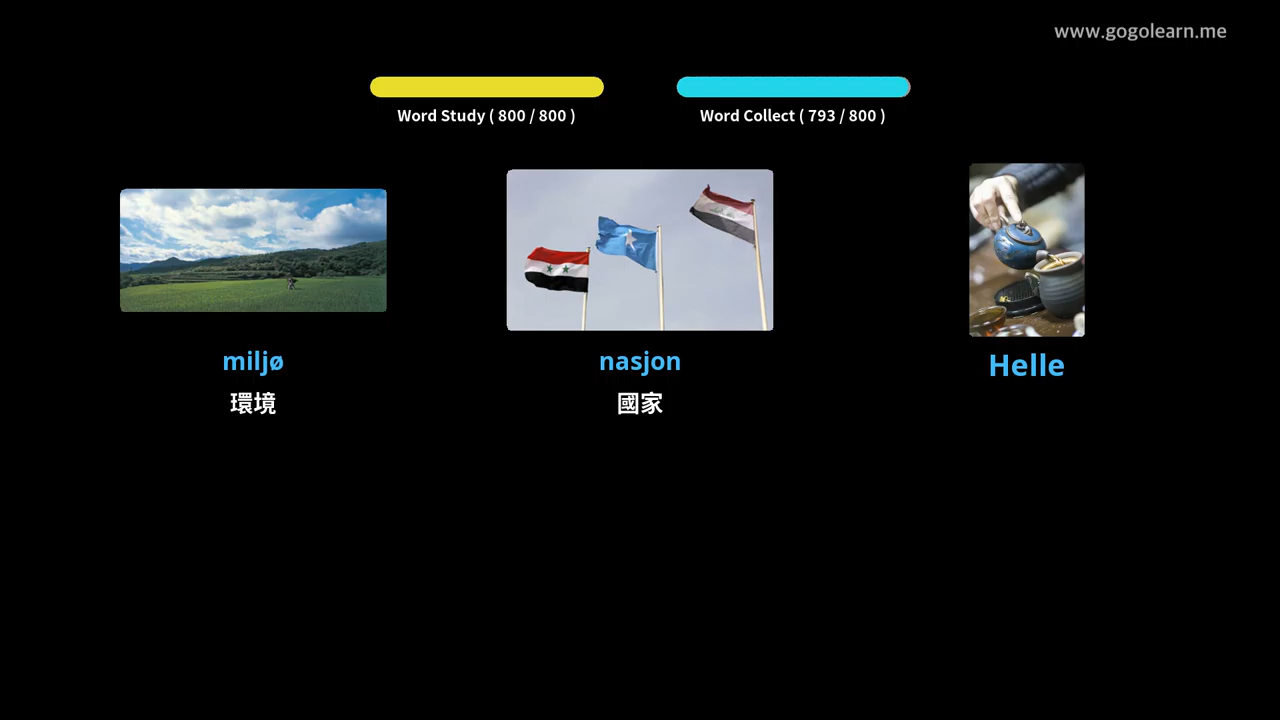 www.gogolearn.me
Word Study ( 800 / 800 )
Word Collect ( 793 / 800 )
miljø
nasjon
Helle
環境
國家